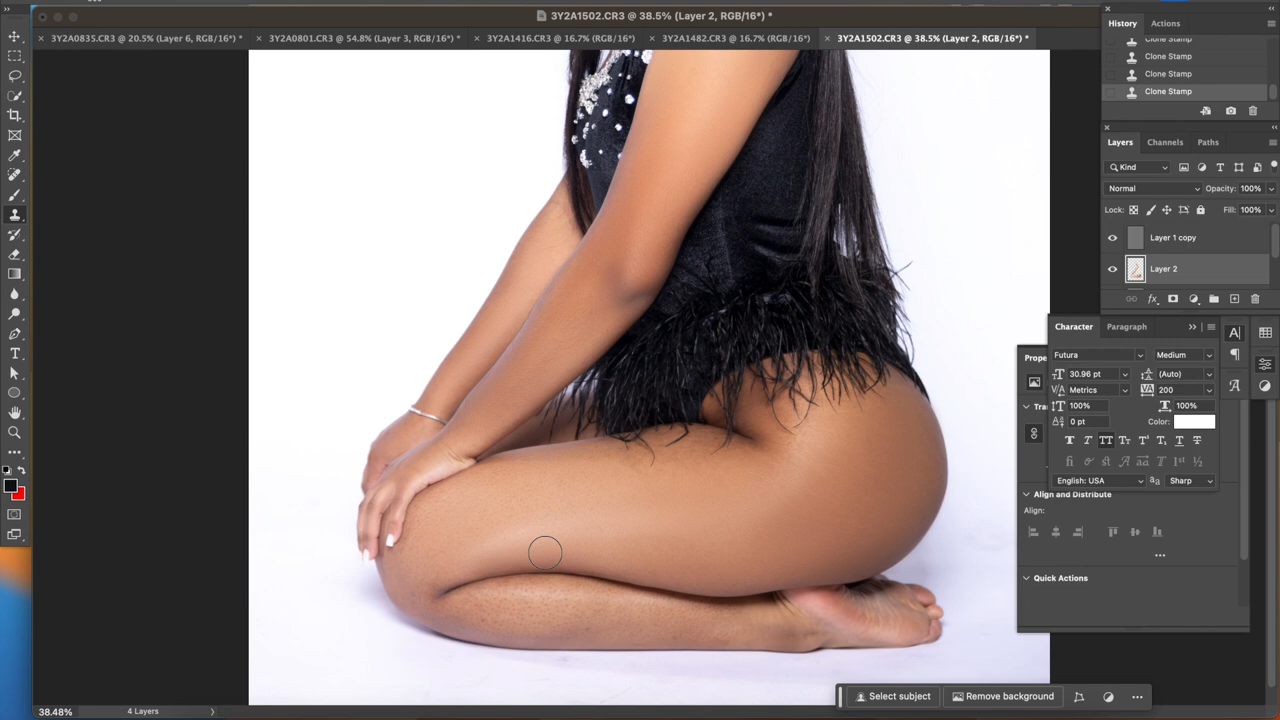 3Y2A1502.CR3 @ 38.5% (Layer 2, RGB/16*) *
3Y2A0835.CR3 @ 20.5% (Layer 6, RGB/16*) *
3Y2A0801.CR3 @ 54.8% (Layer 3, RGB/16*) *
3Y2A1416.CR3 @ 16.7% (RGB/16*)
3Y2A1482.CR3 @ 16.7% (RGB/16*)
3Y2A1502.CR3 @ 38.5% (Layer 2, RGB/16*) *
History Actions
Clone Stamp
Clone Stamp
Clone Stamp
Clone Stamp
Layers Channels Paths
Kind
Normal Opacity: 100%
Lock: Fill: 100%
Layer 1 copy
Layer 2
Character Paragraph
Futura Medium
30.96 pt (Auto)
Metrics 200
100% 100%
0 pt Color:
English: USA Sharp
Align and Distribute
Align:
Quick Actions
Select subject Remove background
38.48% 4 Layers